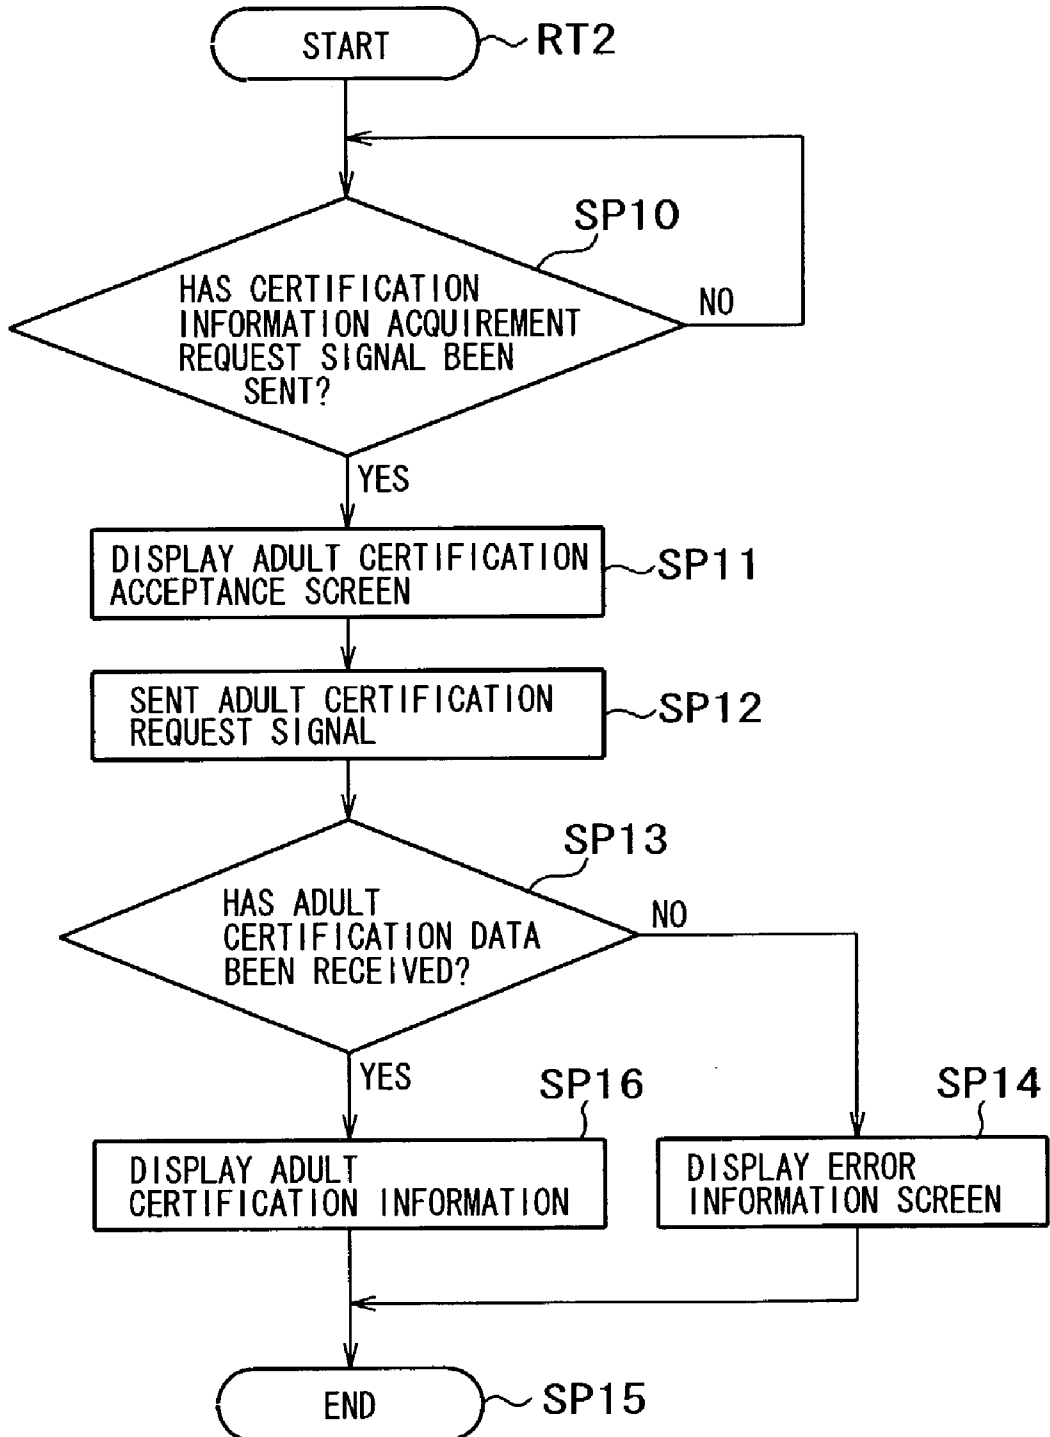 START
RT2
SP10
HAS CERTIFICATION
INFORMATION ACQUIREMENT
REQUEST SIGNAL BEEN
SENT?
NO
YES
DISPLAY ADULT CERTIFICATION
ACCEPTANCE SCREEN
SP11
SENT ADULT CERTIFICATION
REQUEST SIGNAL
SP12
SP13
HAS ADULT
CERTIFICATION DATA
BEEN RECEIVED?
NO
YES
SP16
SP14
DISPLAY ADULT
CERTIFICATION INFORMATION
DISPLAY ERROR
INFORMATION SCREEN
END
SP15